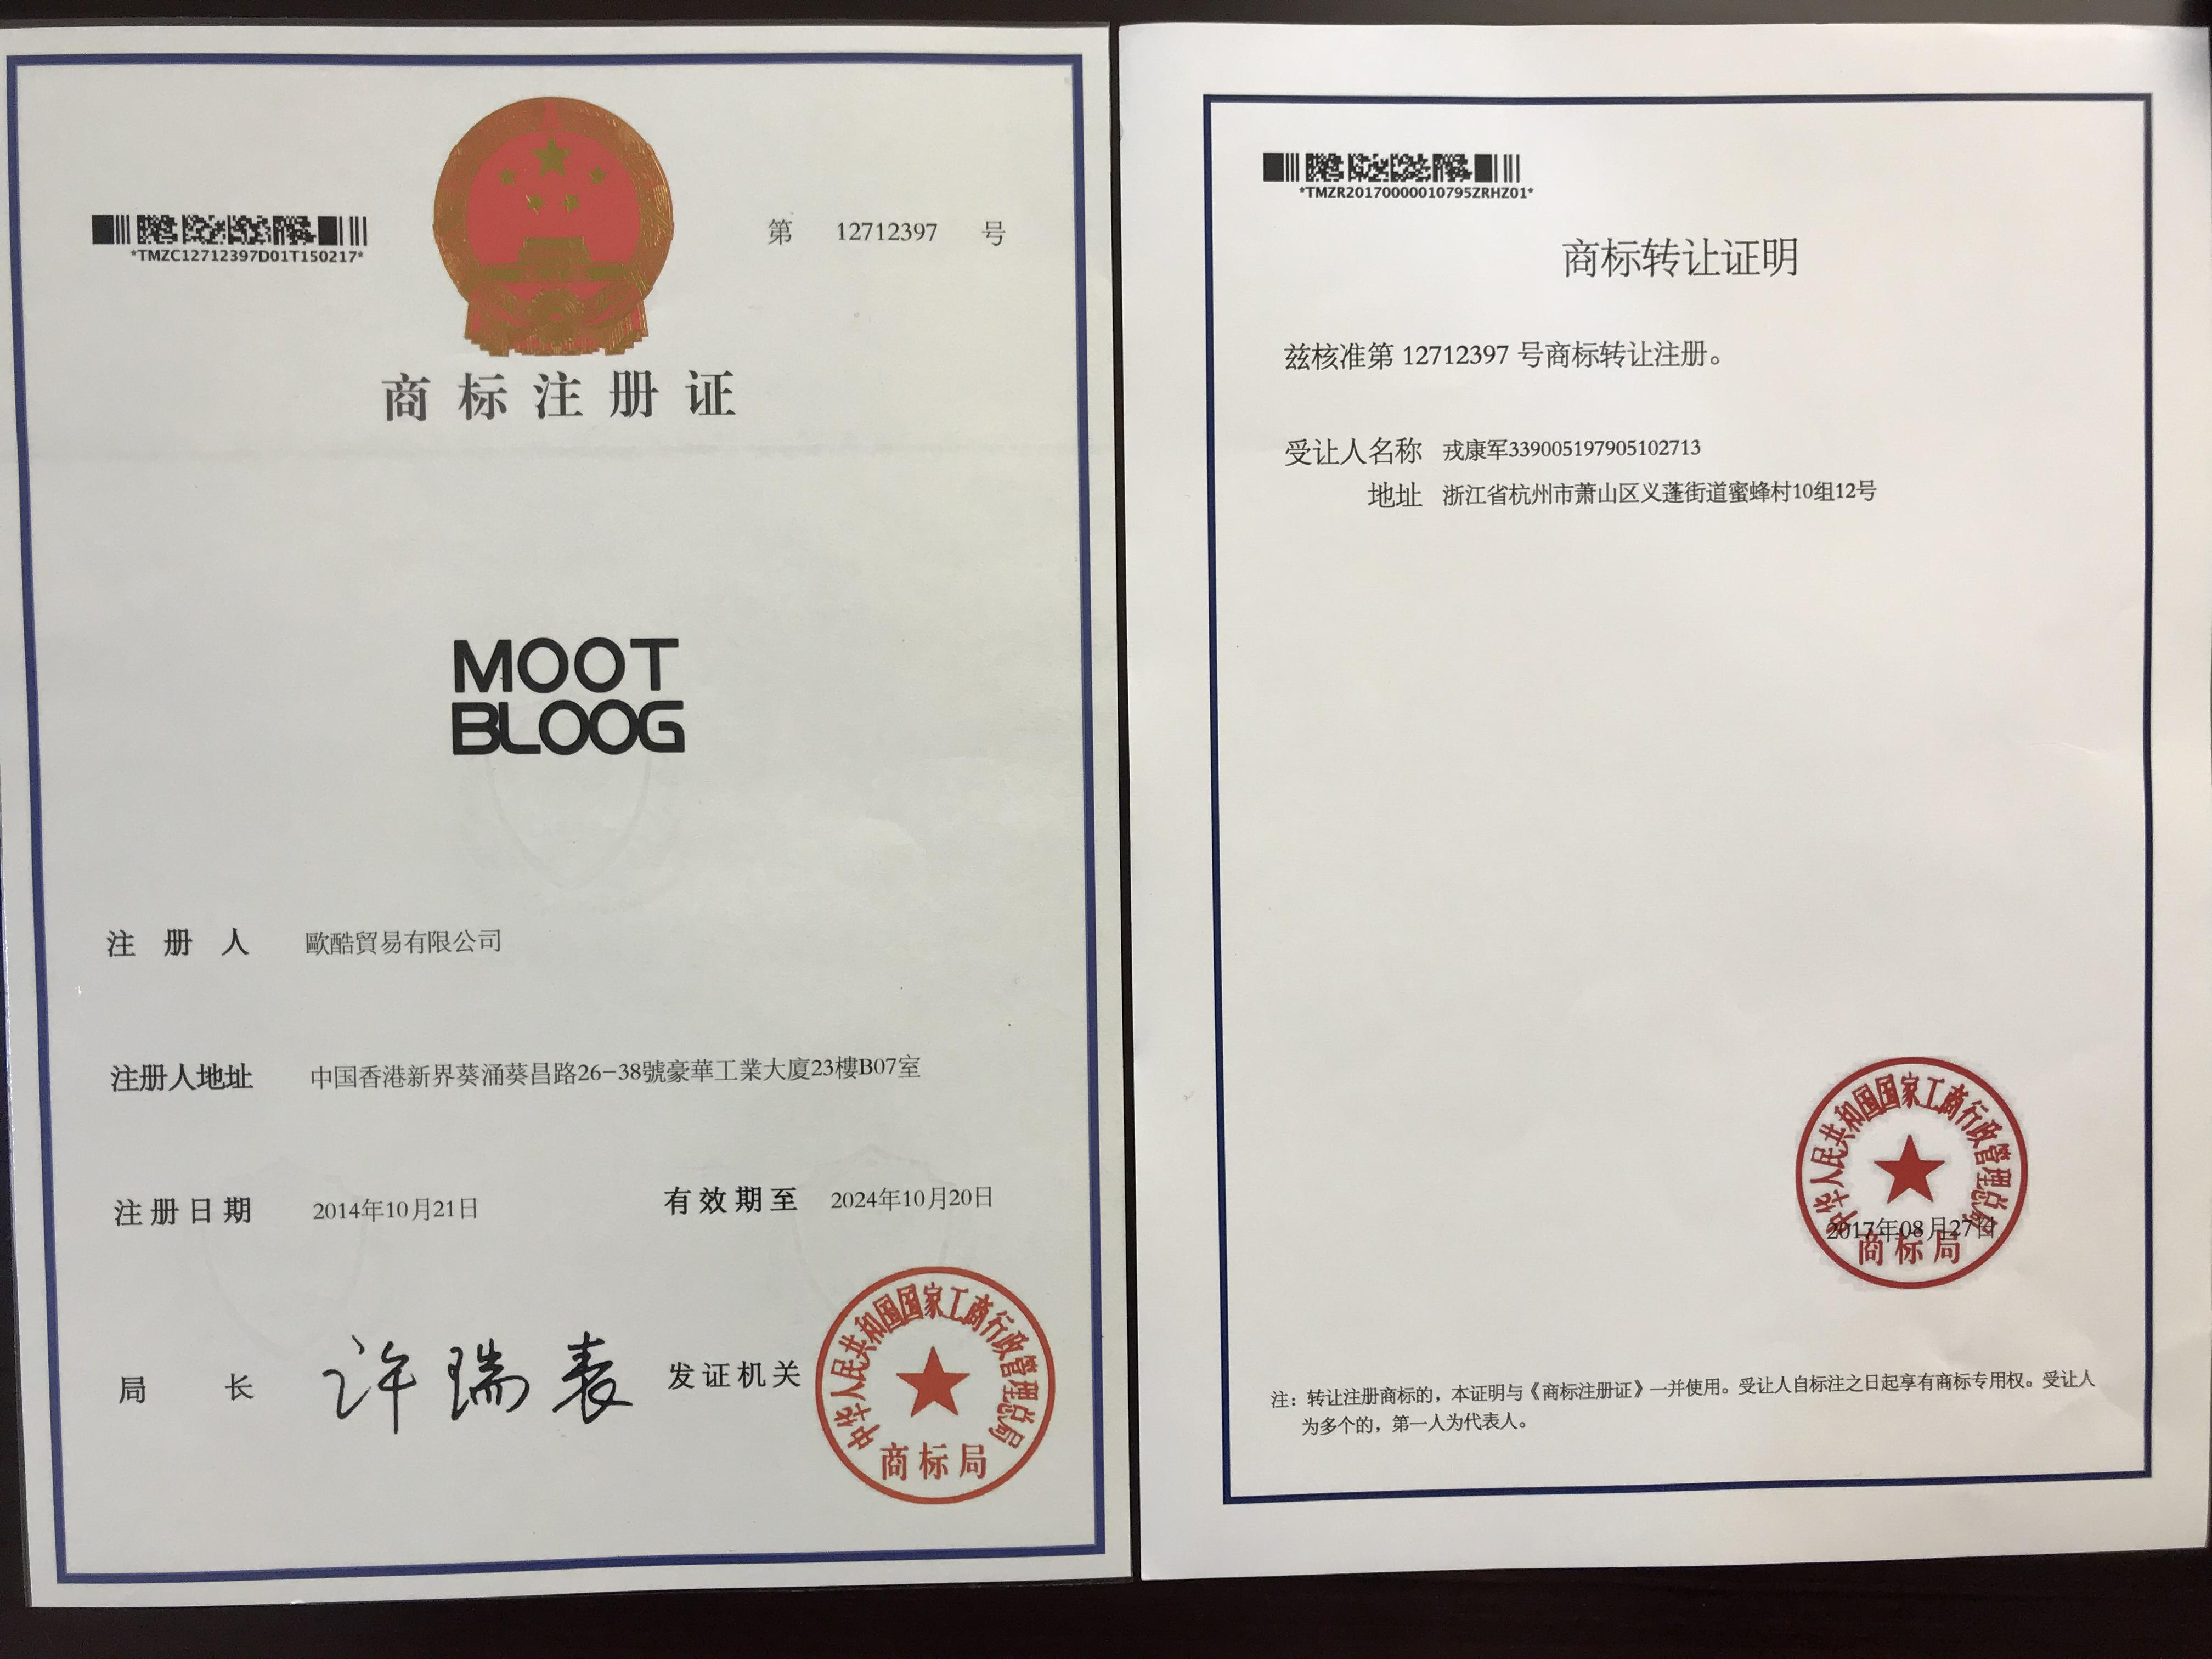 *TMZC12712397D01T150217*
第 12712397 号
商标注册证
MOOT
BLOOG
注册人 歐酷貿易有限公司
注册人地址 中国香港新界葵涌葵昌路26-38號豪華工業大廈23樓B07室
注册日期 2014年10月21日 有效期至 2024年10月20日
局长 许瑞表 发证机关
中华人民共和国国家工商行政管理总局
商标局
*TMZR20170000010795ZRHZ01*
商标转让证明
兹核准第 12712397 号商标转让注册。
受让人名称 戎康军339005197905102713
地址 浙江省杭州市萧山区义蓬街道蜜蜂村10组12号
中华人民共和国国家工商行政管理总局
2017年08月27日
商标局
注：转让注册商标的，本证明与《商标注册证》一并使用。受让人自标注之日起享有商标专用权。受让人
为多个的，第一人为代表人。